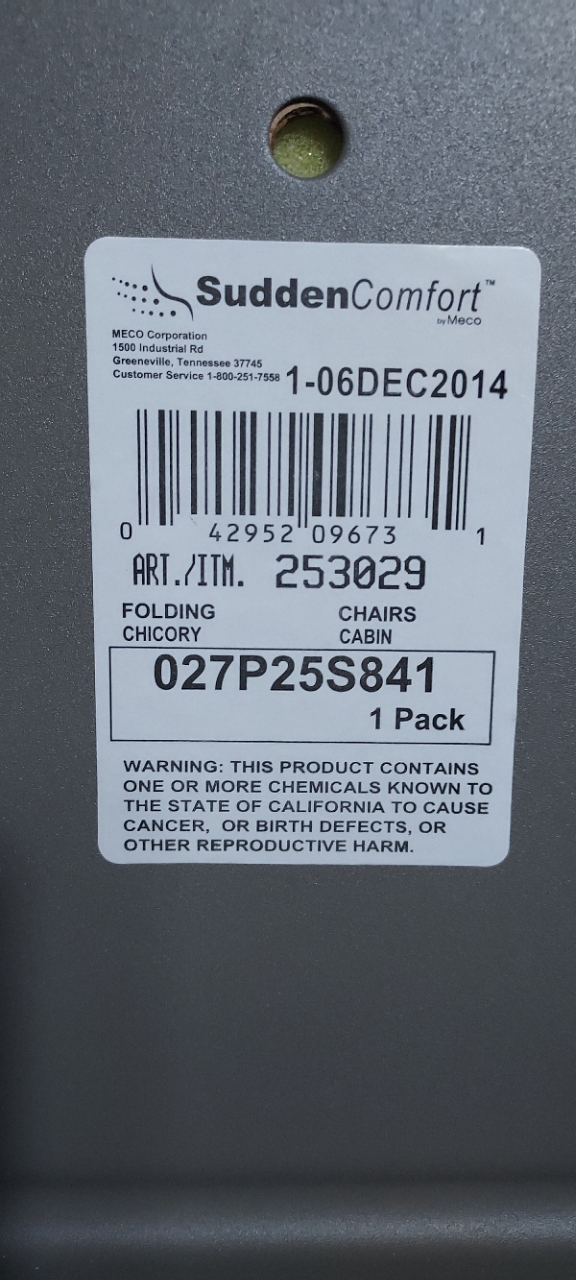 SuddenComfort™
by Meco
MECO Corporation
1500 Industrial Rd
Greeneville, Tennessee 37745
Customer Service 1-800-251-7558 1-06DEC2014
0 42952 09673 1
ART./ITM. 253029
FOLDING CHAIRS
CHICORY CABIN
027P25S841
1 Pack
WARNING: THIS PRODUCT CONTAINS
ONE OR MORE CHEMICALS KNOWN TO
THE STATE OF CALIFORNIA TO CAUSE
CANCER, OR BIRTH DEFECTS, OR
OTHER REPRODUCTIVE HARM.